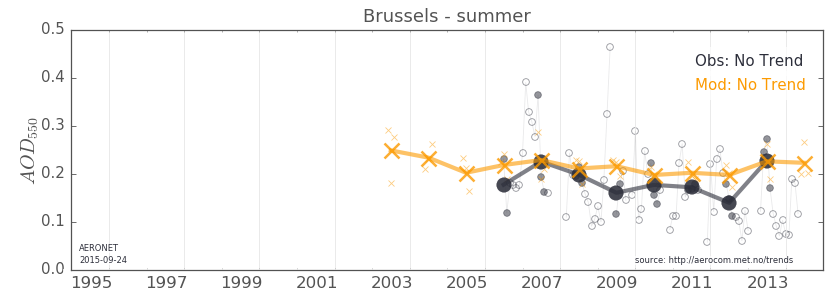 Brussels - summer
0.5
0.4
0.3
0.2
0.1
0.0
AOD550
Obs: No Trend
Mod: No Trend
AERONET
2015-09-24
source: http://aerocom.met.no/trends
1995 1997 1999 2001 2003 2005 2007 2009 2011 2013